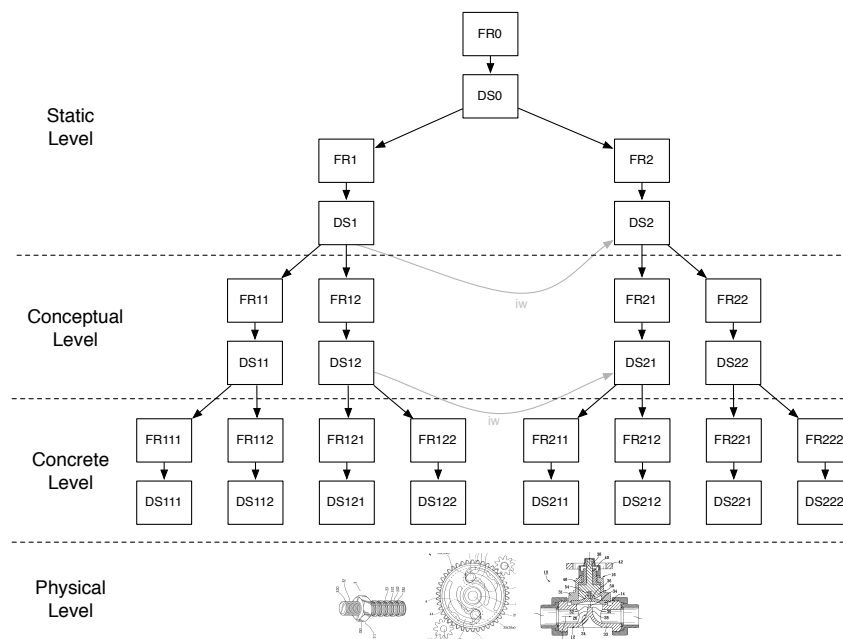 FR0
DS0
Static
Level
FR1
FR2
DS1
DS2
iw
Conceptual
Level
FR11
FR12
FR21
FR22
DS11
DS12
DS21
DS22
iw
Concrete
Level
FR111
FR112
FR121
FR122
FR211
FR212
FR221
FR222
DS111
DS112
DS121
DS122
DS211
DS212
DS221
DS222
Physical
Level